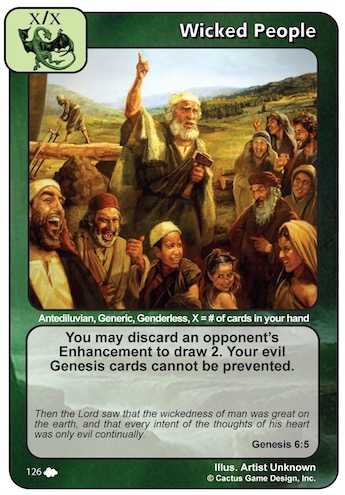 X/X
Wicked People
Antediluvian, Generic, Genderless, X = # of cards in your hand
You may discard an opponent's
Enhancement to draw 2. Your evil
Genesis cards cannot be prevented.
Then the Lord saw that the wickedness of man was great on
the earth, and that every intent of the thoughts of his heart
was only evil continually.
Genesis 6:5
Illus. Artist Unknown
126
© Cactus Game Design, Inc.